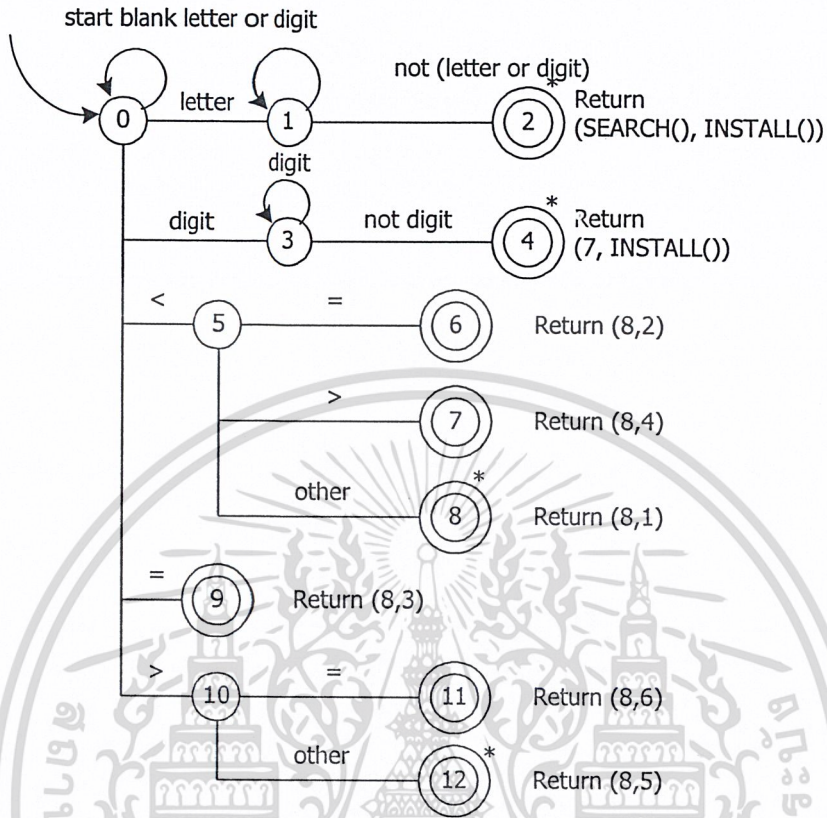 start blank letter or digit
not (letter or digit)
0 letter 1 2 * Return
(SEARCH(), INSTALL())
digit
digit 3 not digit 4 * Return
(7, INSTALL())
< 5 = 6 Return (8,2)
> 7 Return (8,4)
other 8 * Return (8,1)
= 9 Return (8,3)
> 10 = 11 Return (8,6)
other 12 * Return (8,5)